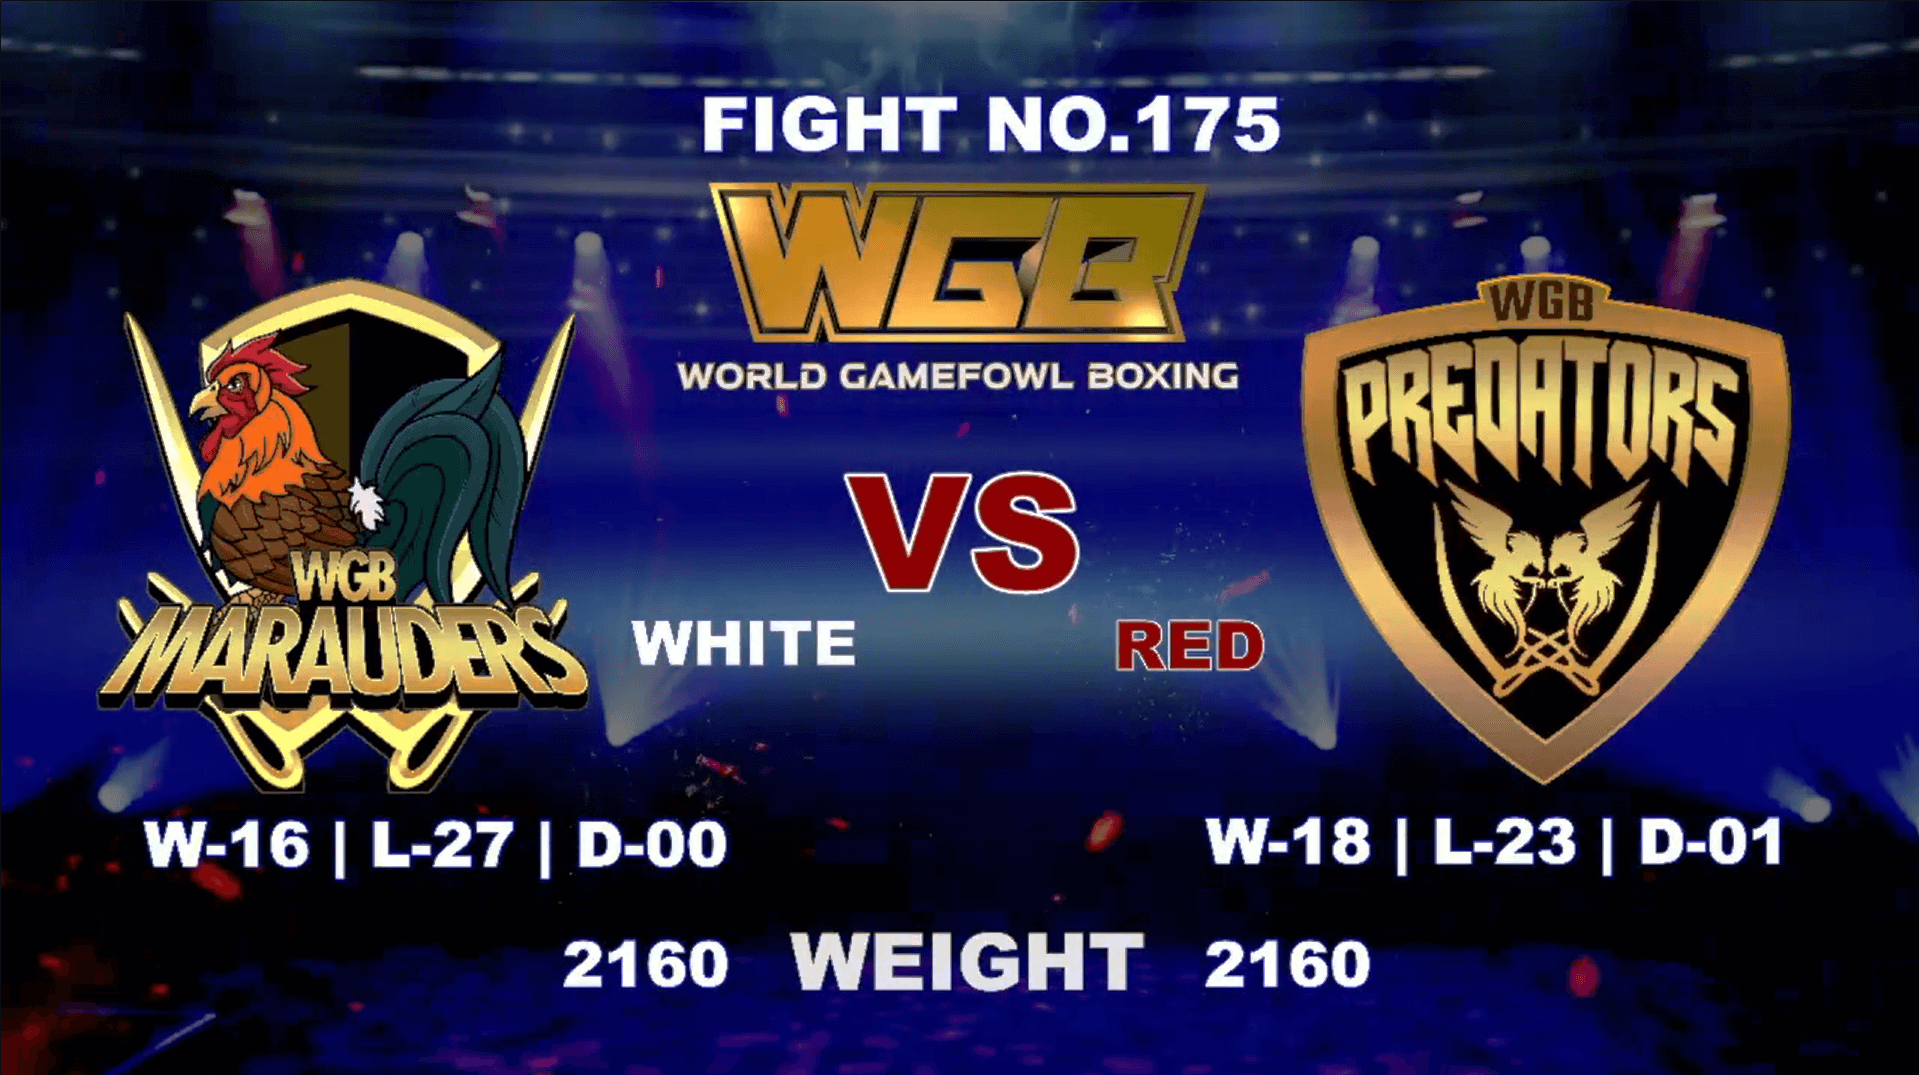 FIGHT NO.175
WGB
WORLD GAMEFOWL BOXING
WGB
MARAUDERS
WGB
PREDATORS
VS
WHITE
RED
W-16 | L-27 | D-00
W-18 | L-23 | D-01
2160 WEIGHT 2160